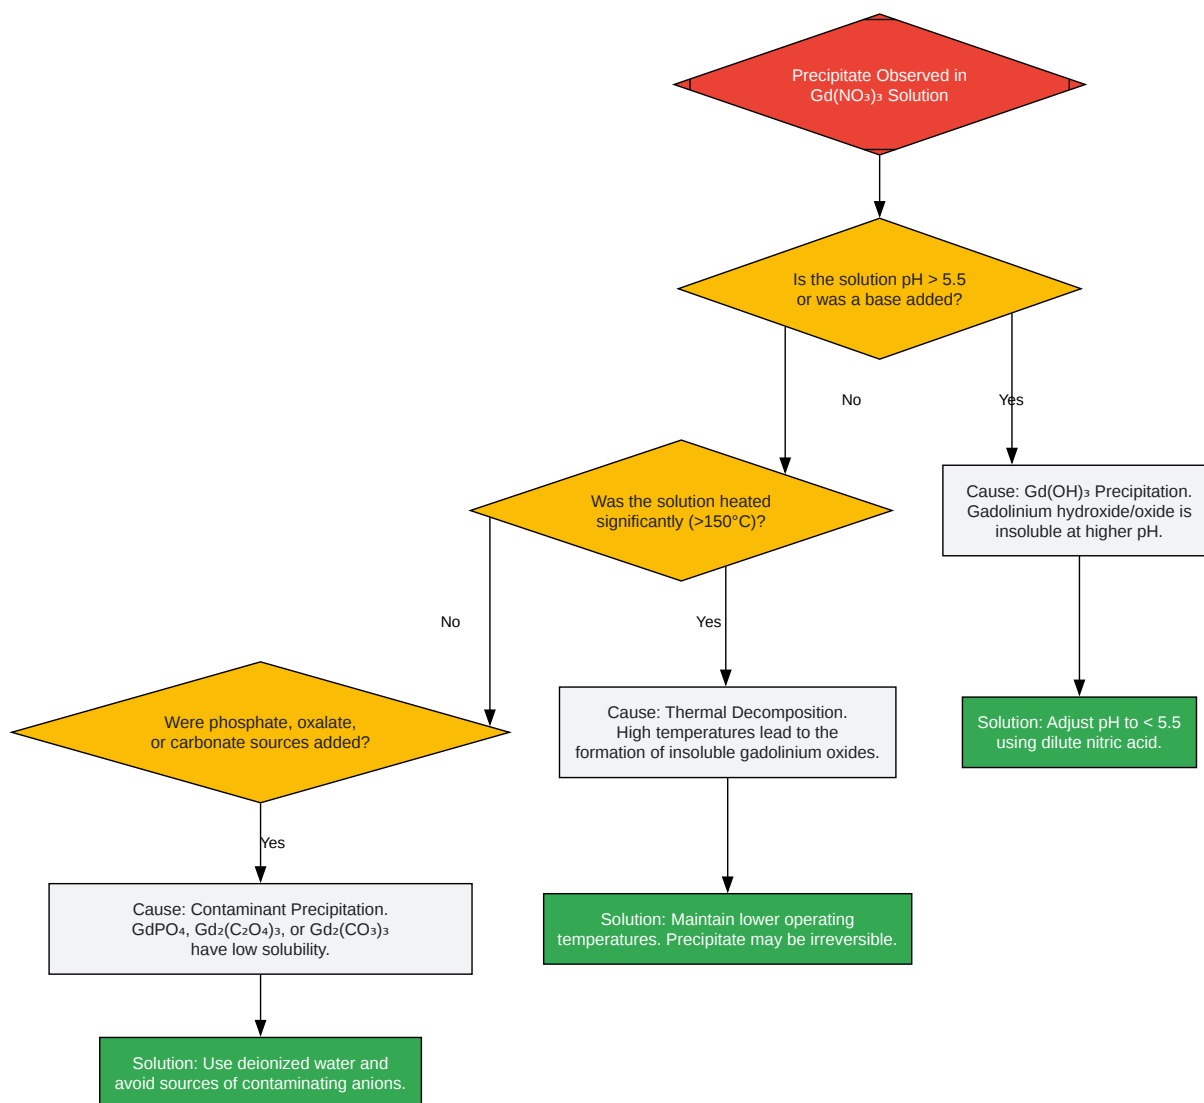 Precipitate Observed in
Gd(NO₃)₃ Solution
Is the solution pH > 5.5
or was a base added?
No
Yes
Was the solution heated
significantly (>150°C)?
Cause: Gd(OH)₃ Precipitation.
Gadolinium hydroxide/oxide is
insoluble at higher pH.
No
Yes
Were phosphate, oxalate,
or carbonate sources added?
Cause: Thermal Decomposition.
High temperatures lead to the
formation of insoluble gadolinium oxides.
Solution: Adjust pH to < 5.5
using dilute nitric acid.
Yes
Cause: Contaminant Precipitation.
GdPO₄, Gd₂(C₂O₄)₃, or Gd₂(CO₃)₃
have low solubility.
Solution: Maintain lower operating
temperatures. Precipitate may be irreversible.
Solution: Use deionized water and
avoid sources of contaminating anions.